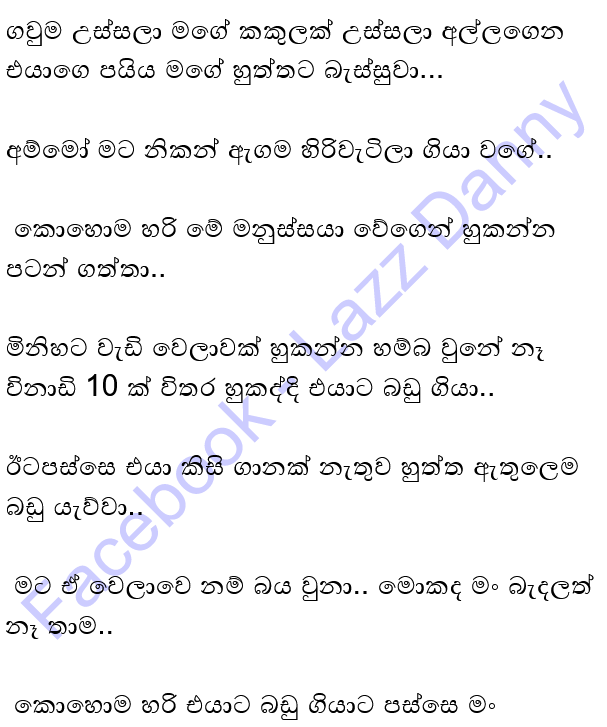 ගවුම උස්සලා මගේ කකුලක් උස්සලා අල්ලගෙන
එයාගෙ පයිය මගේ හුත්තට බැස්සුවා...
අම්මෝ මට නිකන් ඇගම හිරිවැටිලා ගියා වගේ..
කොහොම හරි මේ මනුස්සයා වේගෙන් හුකන්න
පටන් ගත්තා..
මිනිහට වැඩි වෙලාවක් හුකන්න හම්බ වුනේ නෑ
විනාඩි 10 ක් විතර හුකද්දි එයාට බඩු ගියා..
ඊටපස්සෙ එයා කිසි ගානක් නැතුව හුත්ත ඇතුලෙම
බඩු යැව්වා..
මට ඒ වෙලාවෙ නම් බය වුනා.. මොකද මං බැදලත්
නෑ තාම..
කොහොම හරි එයාට බඩු ගියාට පස්සෙ මං
Facebook - Lazz Danny